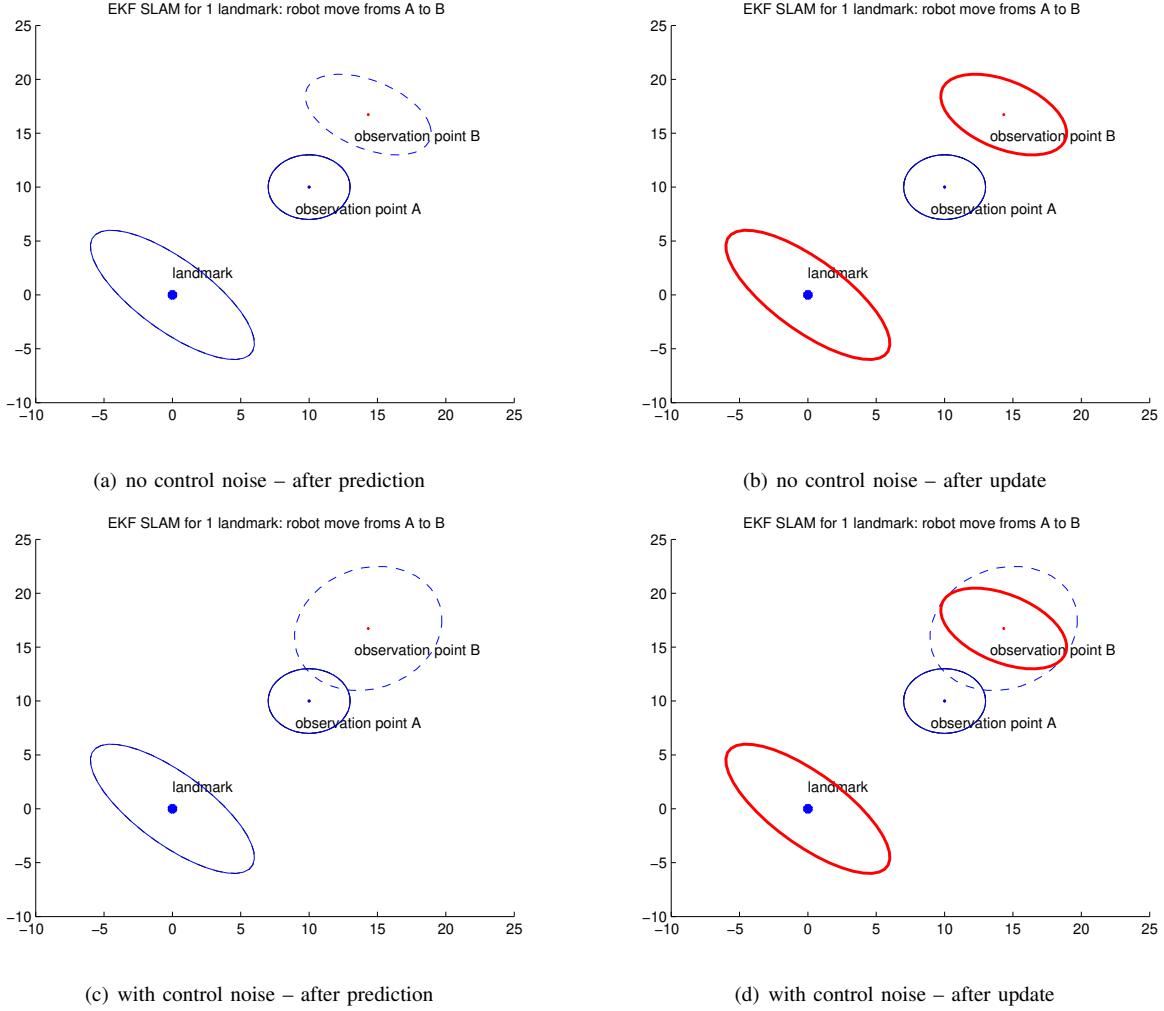 EKF SLAM for 1 landmark: robot move froms A to B
25
20
15
10
5
0
−5
−10
−10 −5 0 5 10 15 20 25
observation point B
observation point A
landmark
(a) no control noise – after prediction
EKF SLAM for 1 landmark: robot move froms A to B
25
20
15
10
5
0
−5
−10
−10 −5 0 5 10 15 20 25
observation point B
observation point A
landmark
(b) no control noise – after update
EKF SLAM for 1 landmark: robot move froms A to B
25
20
15
10
5
0
−5
−10
−10 −5 0 5 10 15 20 25
observation point B
observation point A
landmark
(c) with control noise – after prediction
EKF SLAM for 1 landmark: robot move froms A to B
25
20
15
10
5
0
−5
−10
−10 −5 0 5 10 15 20 25
observation point B
observation point A
landmark
(d) with control noise – after update